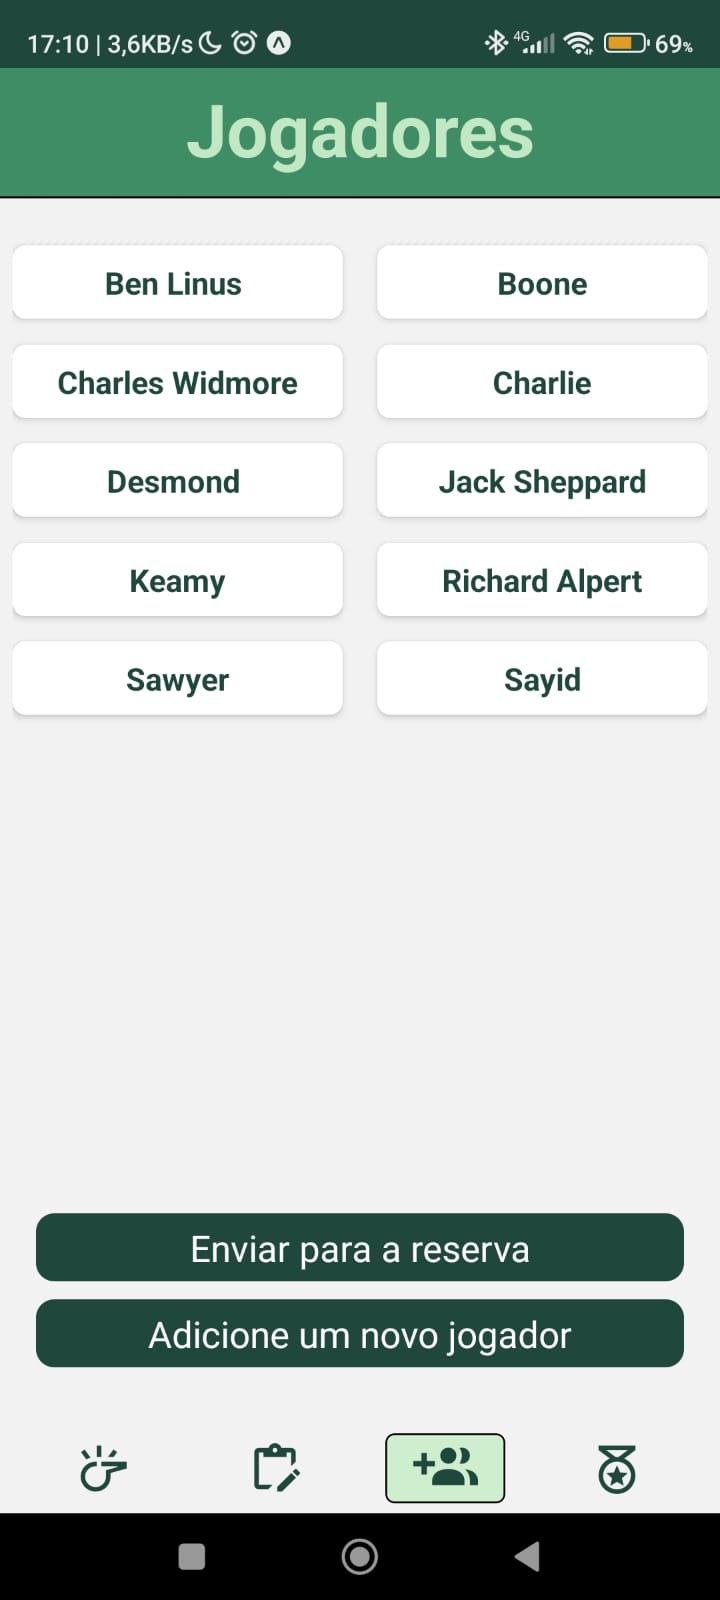 17:10 | 3,6KB/s 4G 69%
Jogadores
Ben Linus Boone
Charles Widmore Charlie
Desmond Jack Sheppard
Keamy Richard Alpert
Sawyer Sayid
Enviar para a reserva
Adicione um novo jogador